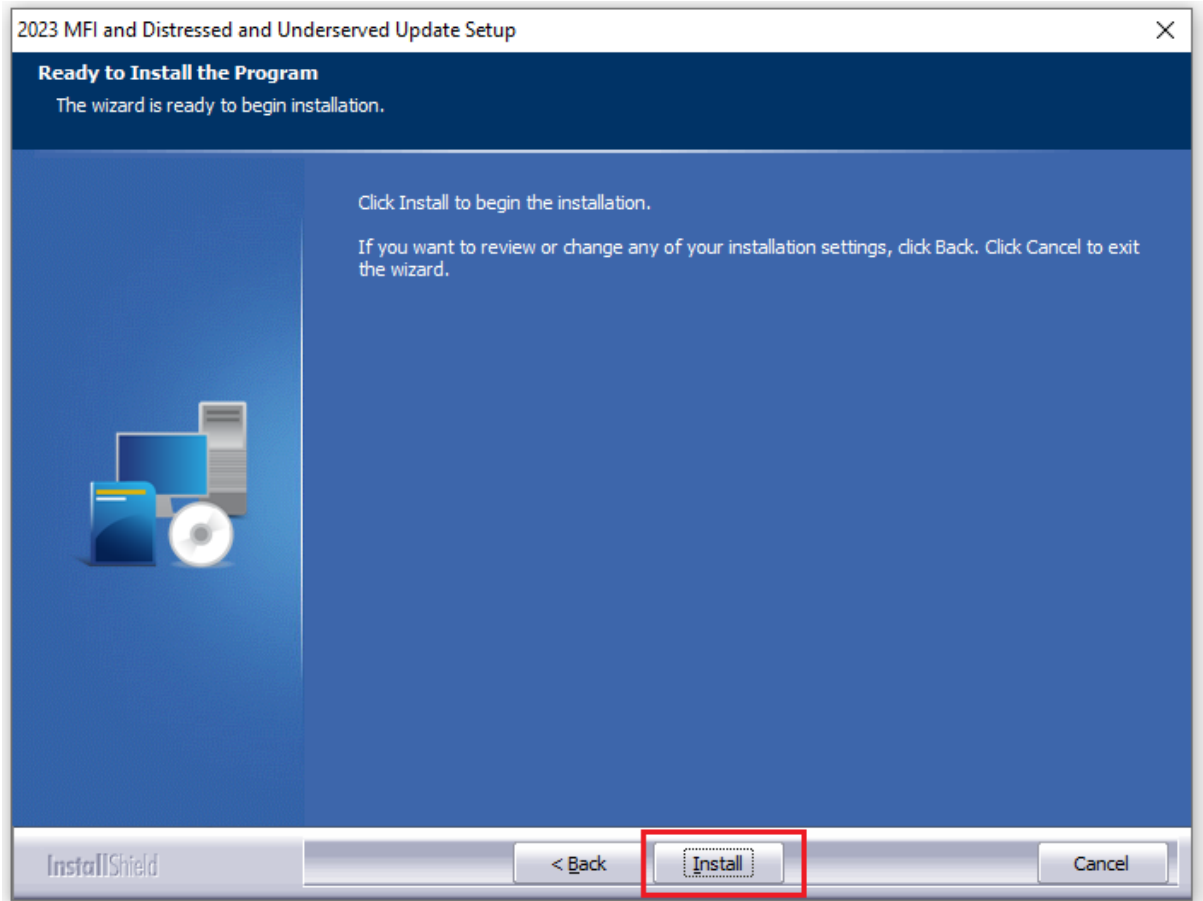 2023 MFI and Distressed and Underserved Update Setup
Ready to Install the Program
The wizard is ready to begin installation.
Click Install to begin the installation.
If you want to review or change any of your installation settings, click Back. Click Cancel to exit
the wizard.
InstallShield
< Back
Install
Cancel